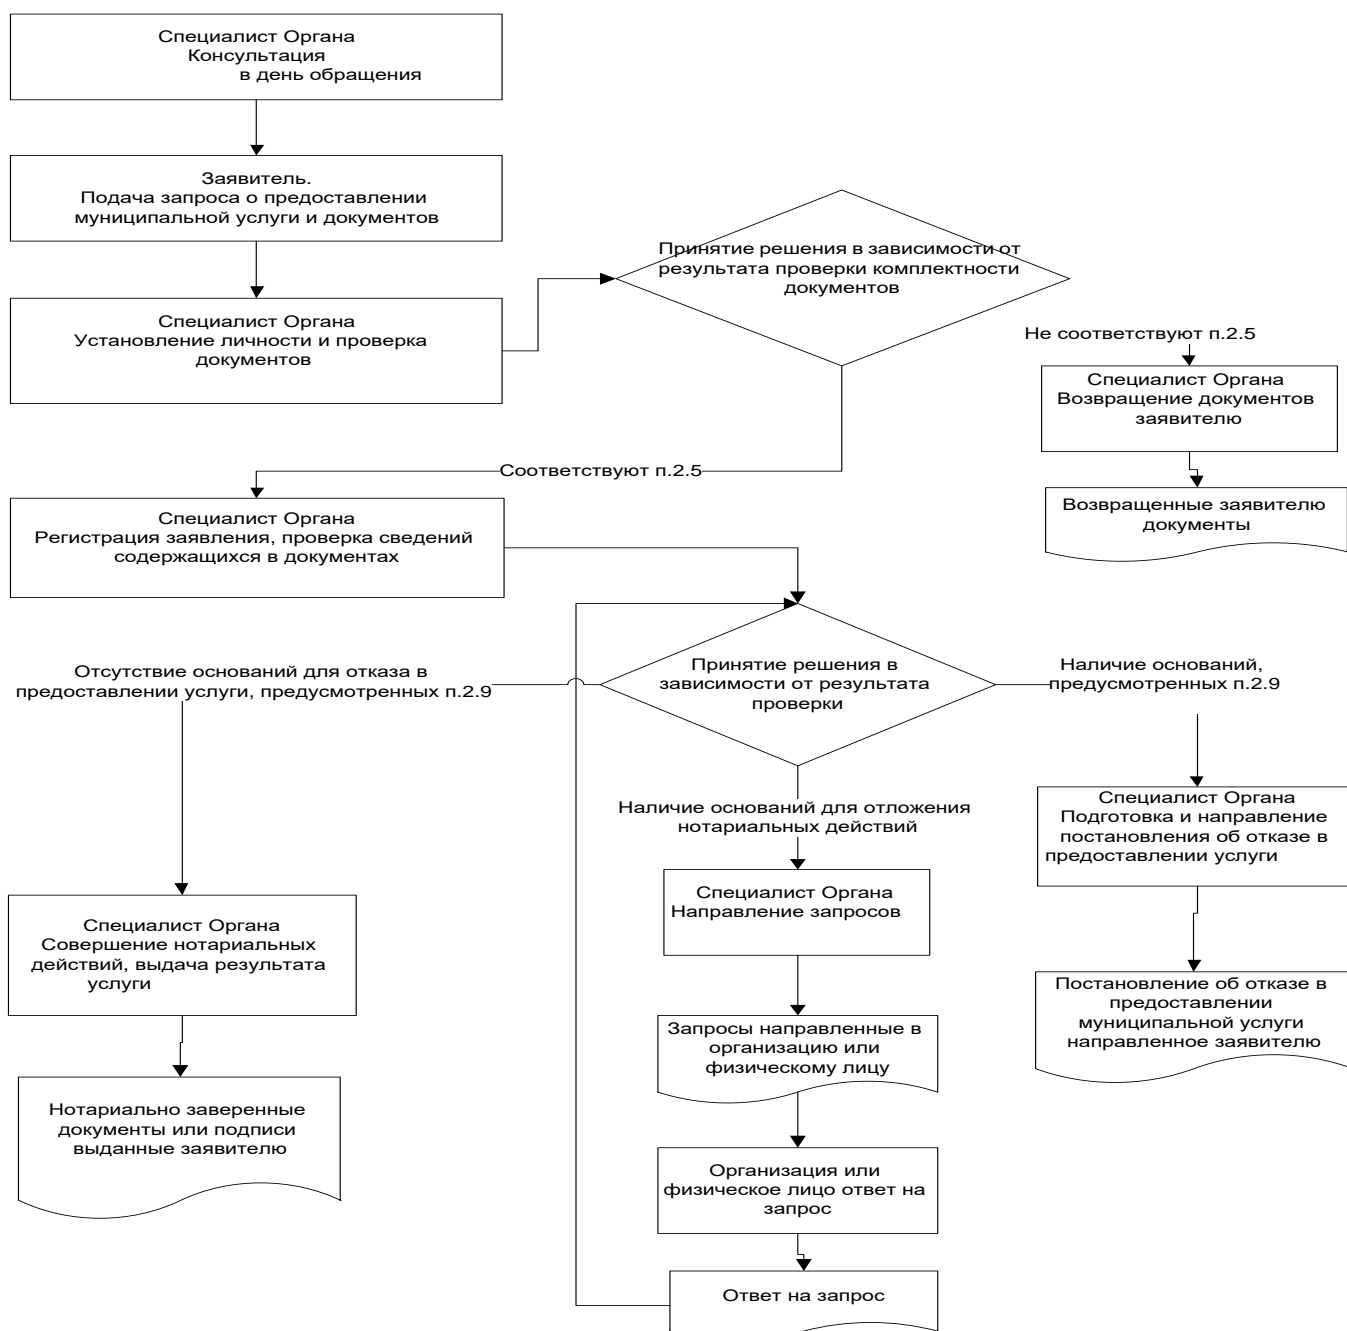 Специалист Органа
Консультация
в день обращения
Заявитель.
Подача запроса о предоставлении
муниципальной услуги и документов
Принятие решения в зависимости от
результата проверки комплектности
документов
Специалист Органа
Установление личности и проверка
документов
Не соответствуют п.2.5
Специалист Органа
Возвращение документов
заявителю
Соответствуют п.2.5
Возвращенные заявителю
документы
Специалист Органа
Регистрация заявления, проверка сведений
содержащихся в документах
Отсутствие оснований для отказа в
предоставлении услуги, предусмотренных п.2.9
Принятие решения в
зависимости от результата
проверки
Наличие оснований,
предусмотренных п.2.9
Наличие оснований для отложения
нотариальных действий
Специалист Органа
Подготовка и направление
постановления об отказе в
предоставлении услуги
Специалист Органа
Направление запросов
Специалист Органа
Совершение нотариальных
действий, выдача результата
услуги
Постановление об отказе в
предоставлении
муниципальной услуги
направленное заявителю
Запросы направленные в
организацию или
физическому лицу
Нотариально заверенные
документы или подписи
выданные заявителю
Организация или
физическое лицо ответ на
запрос
Ответ на запрос